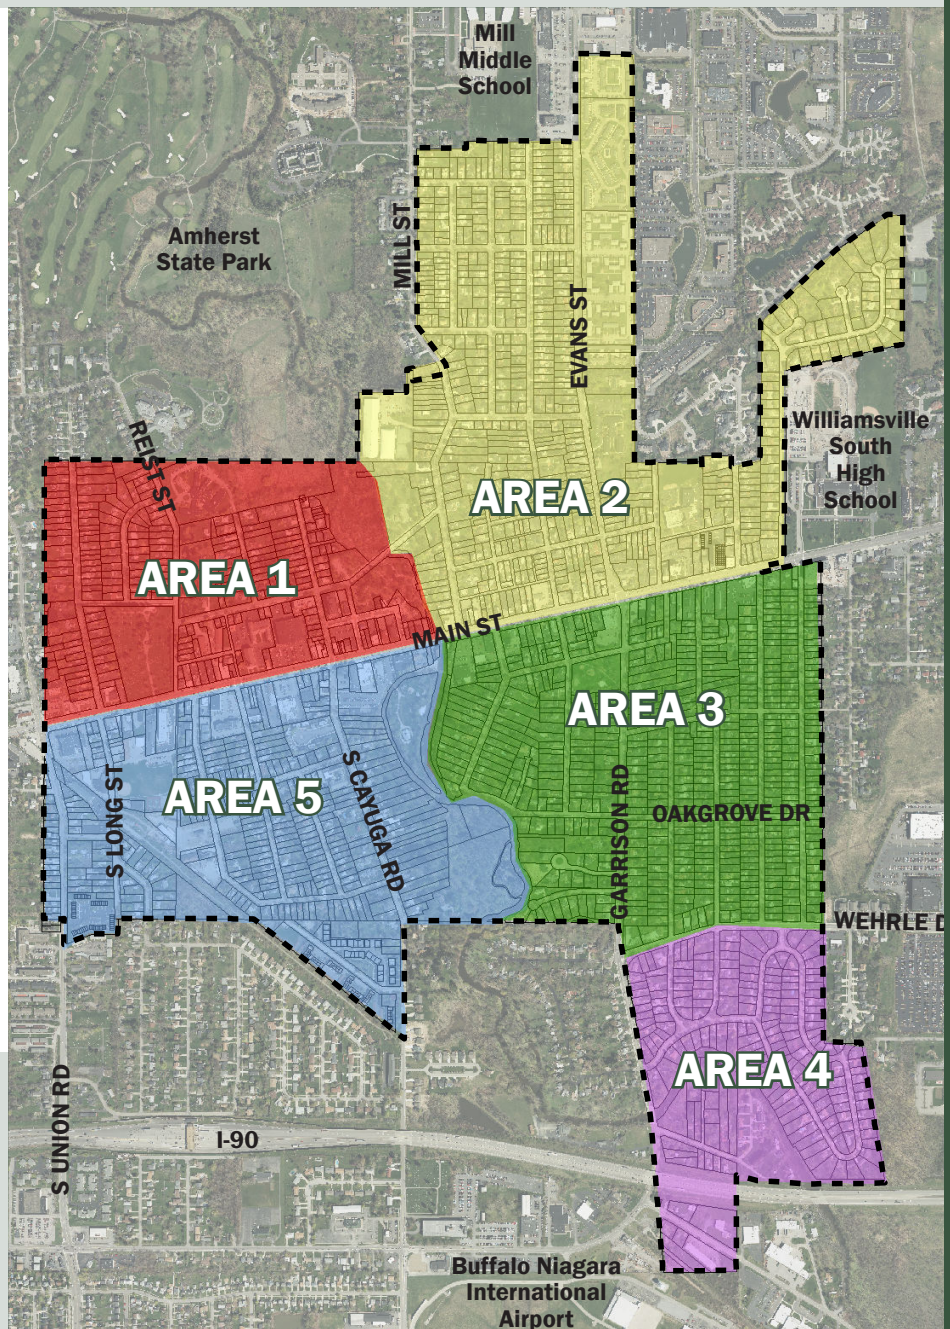 Mill
Middle
School
Amherst
State Park
MILL ST
EVANS ST
REIST ST
Williamsville
South
High
School
AREA 2
AREA 1
MAIN ST
AREA 3
S CAYUGA RD
S LONG ST
AREA 5
GARRISON RD
OAKGROVE DR
WEHRLE D
AREA 4
S UNION RD
I-90
Buffalo Niagara
International
Airport